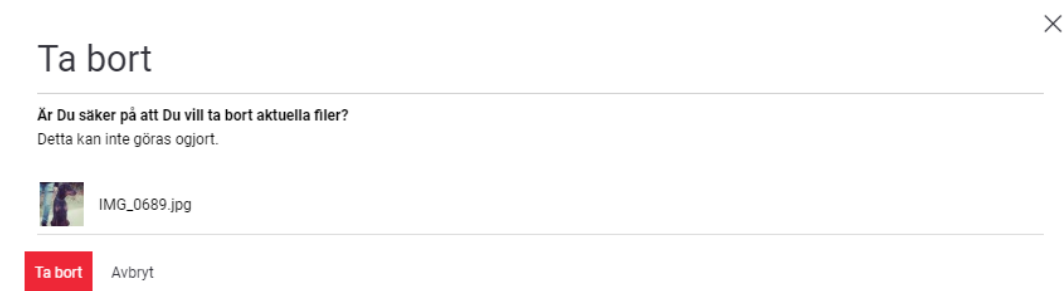 Ta bort
Är Du säker på att Du vill ta bort aktuella filer?
Detta kan inte göras ogjort.
IMG_0689.jpg
Ta bort Avbryt